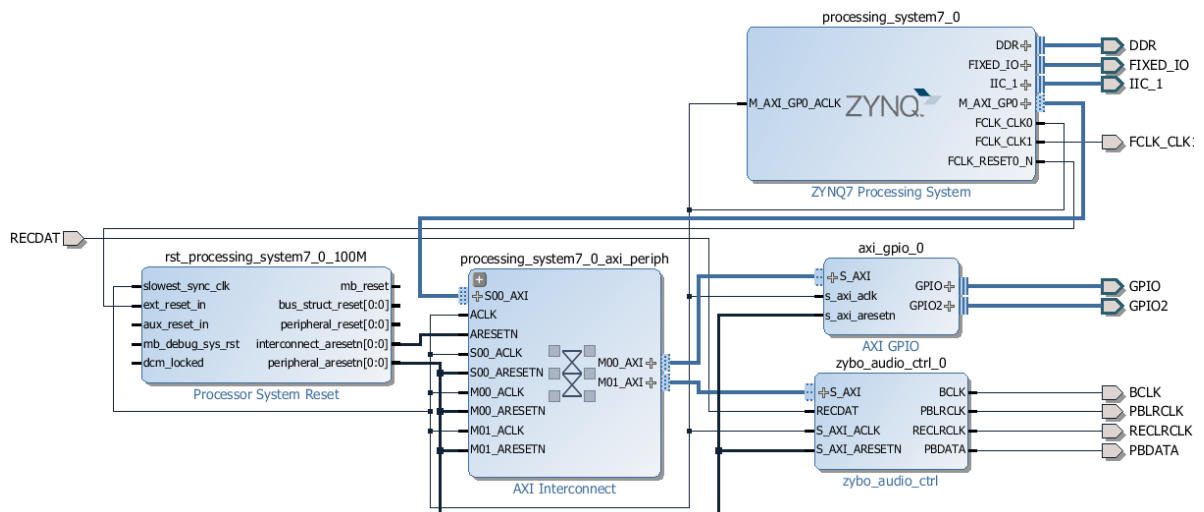 processing_system7_0
DDR
FIXED_IO
IIC_1
M_AXI_GP0
FCLK_CLK0
FCLK_CLK1
FCLK_RESET0_N
M_AXI_GP0_ACLK
ZYNQ
ZYNQ7 Processing System
DDR
FIXED_IO
IIC_1
FCLK_CLK1
RECDAT
rst_processing_system7_0_100M
slowest_sync_clk
ext_reset_in
aux_reset_in
mb_debug_sys_rst
dcm_locked
mb_reset
bus_struct_reset[0:0]
peripheral_reset[0:0]
interconnect_aresetn[0:0]
peripheral_aresetn[0:0]
Processor System Reset
processing_system7_0_axi_periph
S00_AXI
ACLK
ARESETN
S00_ACLK
S00_ARESETN
M00_ACLK
M00_ARESETN
M01_ACLK
M01_ARESETN
M00_AXI
M01_AXI
AXI Interconnect
axi_gpio_0
S_AXI
s_axi_aclk
s_axi_aresetn
GPIO
GPIO2
AXI GPIO
GPIO
GPIO2
zybo_audio_ctrl_0
S_AXI
RECDAT
S_AXI_ACLK
S_AXI_ARESETN
BCLK
PBLRCLK
RECLRCLK
PBDATA
zybo_audio_ctrl
BCLK
PBLRCLK
RECLRCLK
PBDATA